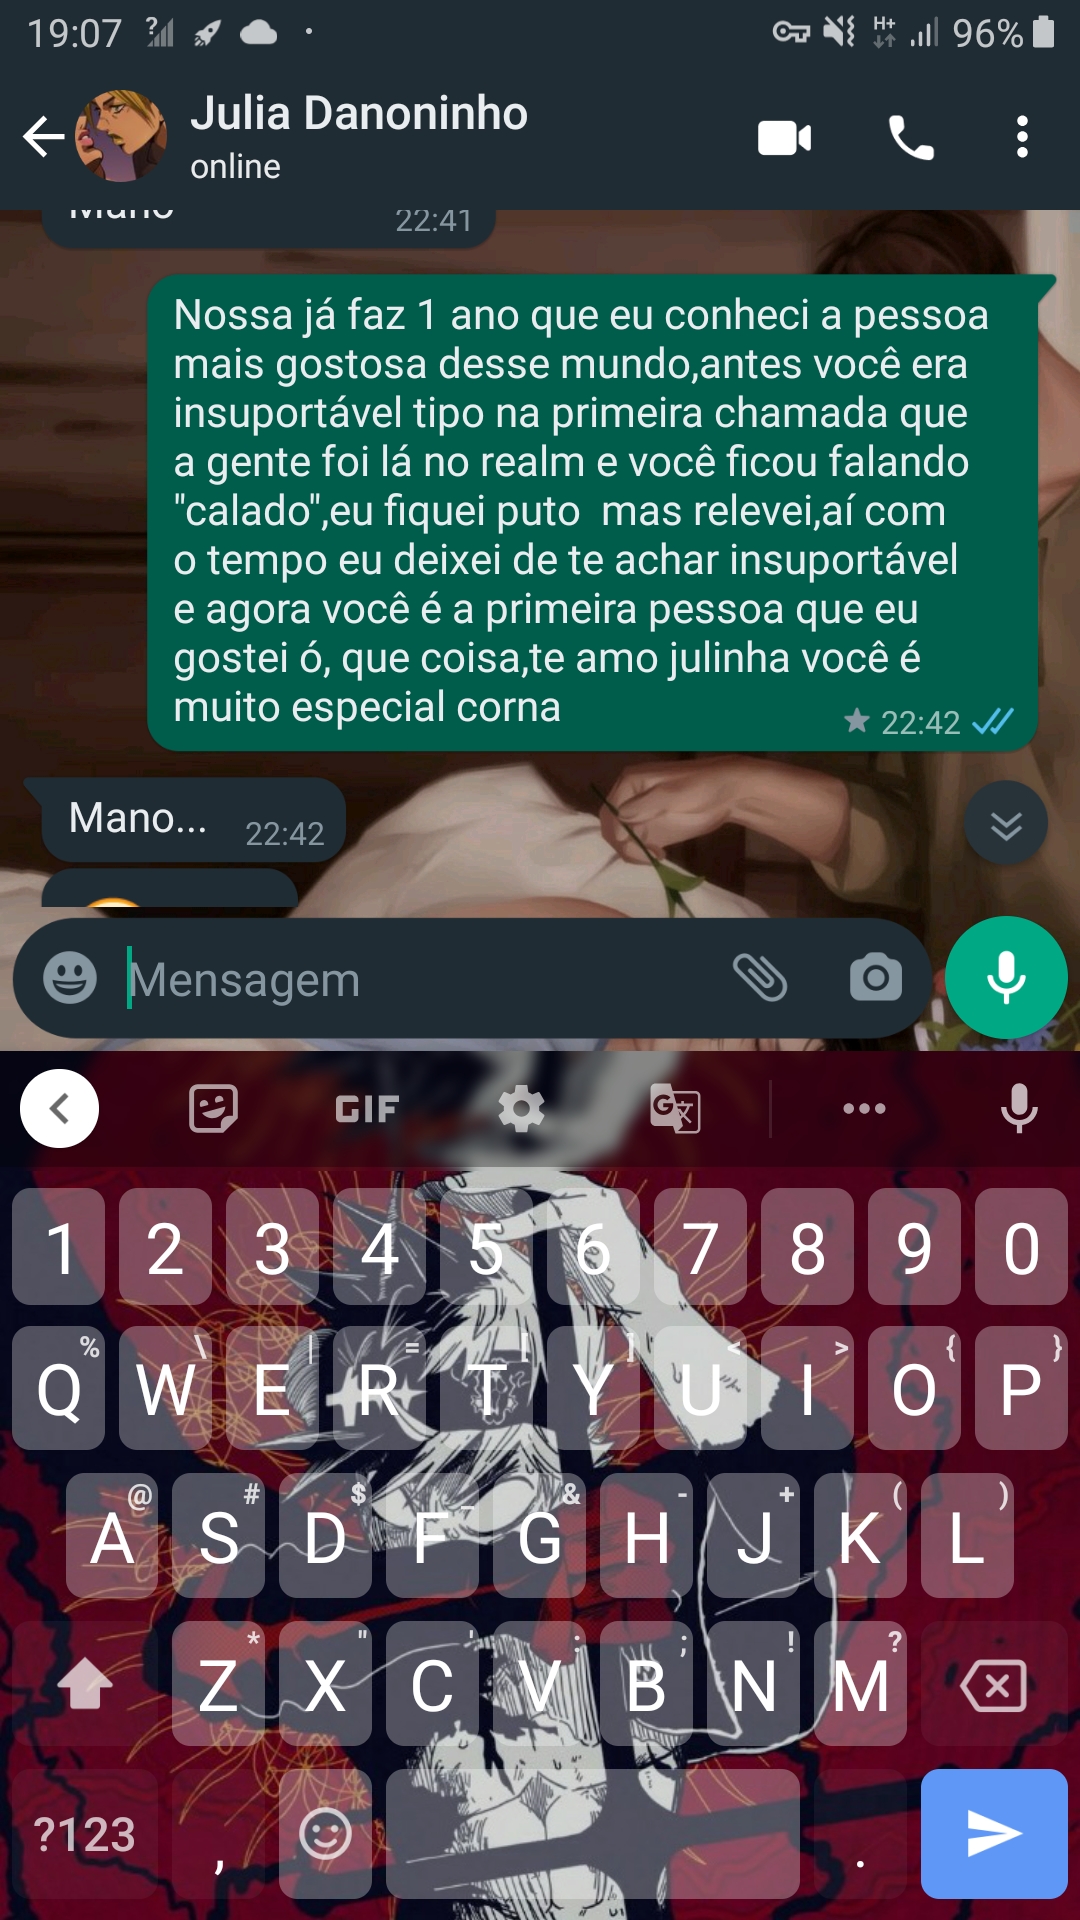 19:07
H+
96%
Julia Danoninho
online
Mano
22:41
Nossa já faz 1 ano que eu conheci a pessoa
mais gostosa desse mundo,antes você era
insuportável tipo na primeira chamada que
a gente foi lá no realm e você ficou falando
"calado",eu fiquei puto  mas relevei,aí com
o tempo eu deixei de te achar insuportável
e agora você é a primeira pessoa que eu
gostei ó, que coisa,te amo julinha você é
muito especial corna
22:42
Mano... 22:42
Mensagem
GIF
1 2 3 4 5 6 7 8 9 0
% \ | = [ ] < > { }
Q W E R T Y U I O P
@ # $ _ & - + ( )
A S D F G H J K L
* " ' : ; ! ?
Z X C V B N M
?123 , .